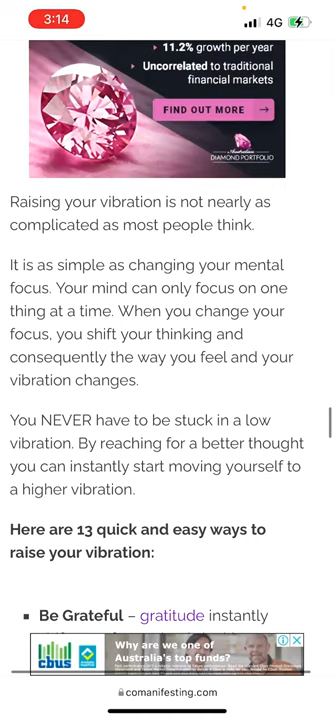 3:14
4G
11.2% growth per year
Uncorrelated to traditional
financial markets
FIND OUT MORE
Australian
DIAMOND PORTFOLIO
Raising your vibration is not nearly as
complicated as most people think.
It is as simple as changing your mental
focus. Your mind can only focus on one
thing at a time. When you change your
focus, you shift your thinking and
consequently the way you feel and your
vibration changes.
You NEVER have to be stuck in a low
vibration. By reaching for a better thought
you can instantly start moving yourself to
a higher vibration.
Here are 13 quick and easy ways to
raise your vibration:
Be Grateful – gratitude instantly
cbus
Why are we one of
Australia's top funds?
comanifesting.com